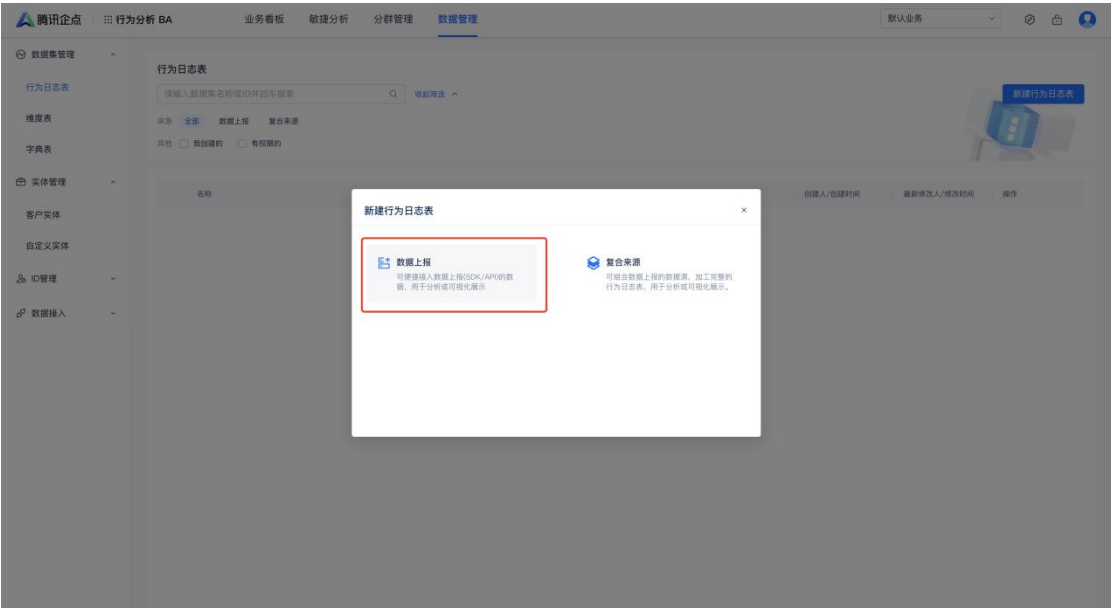 腾讯企点 行为分析 BA 业务看板 敏捷分析 分群管理 数据管理 默认业务
数据集管理
行为日志表
维度表
字典表
实体管理
客户实体
自定义实体
ID管理
数据接入
行为日志表
请输入数据集名称或ID并回车搜索 收起筛选
新建行为日志表
来源 全部 数据上报 复合来源
其他 我创建的 有权限的
名称 创建人/创建时间 最新修改人/修改时间 操作
新建行为日志表 ×
数据上报
可便捷接入数据上报(SDK/API)的数
据，用于分析或可视化展示
复合来源
可组合数据上报的数据源，加工完整的
行为日志表，用于分析或可视化展示。